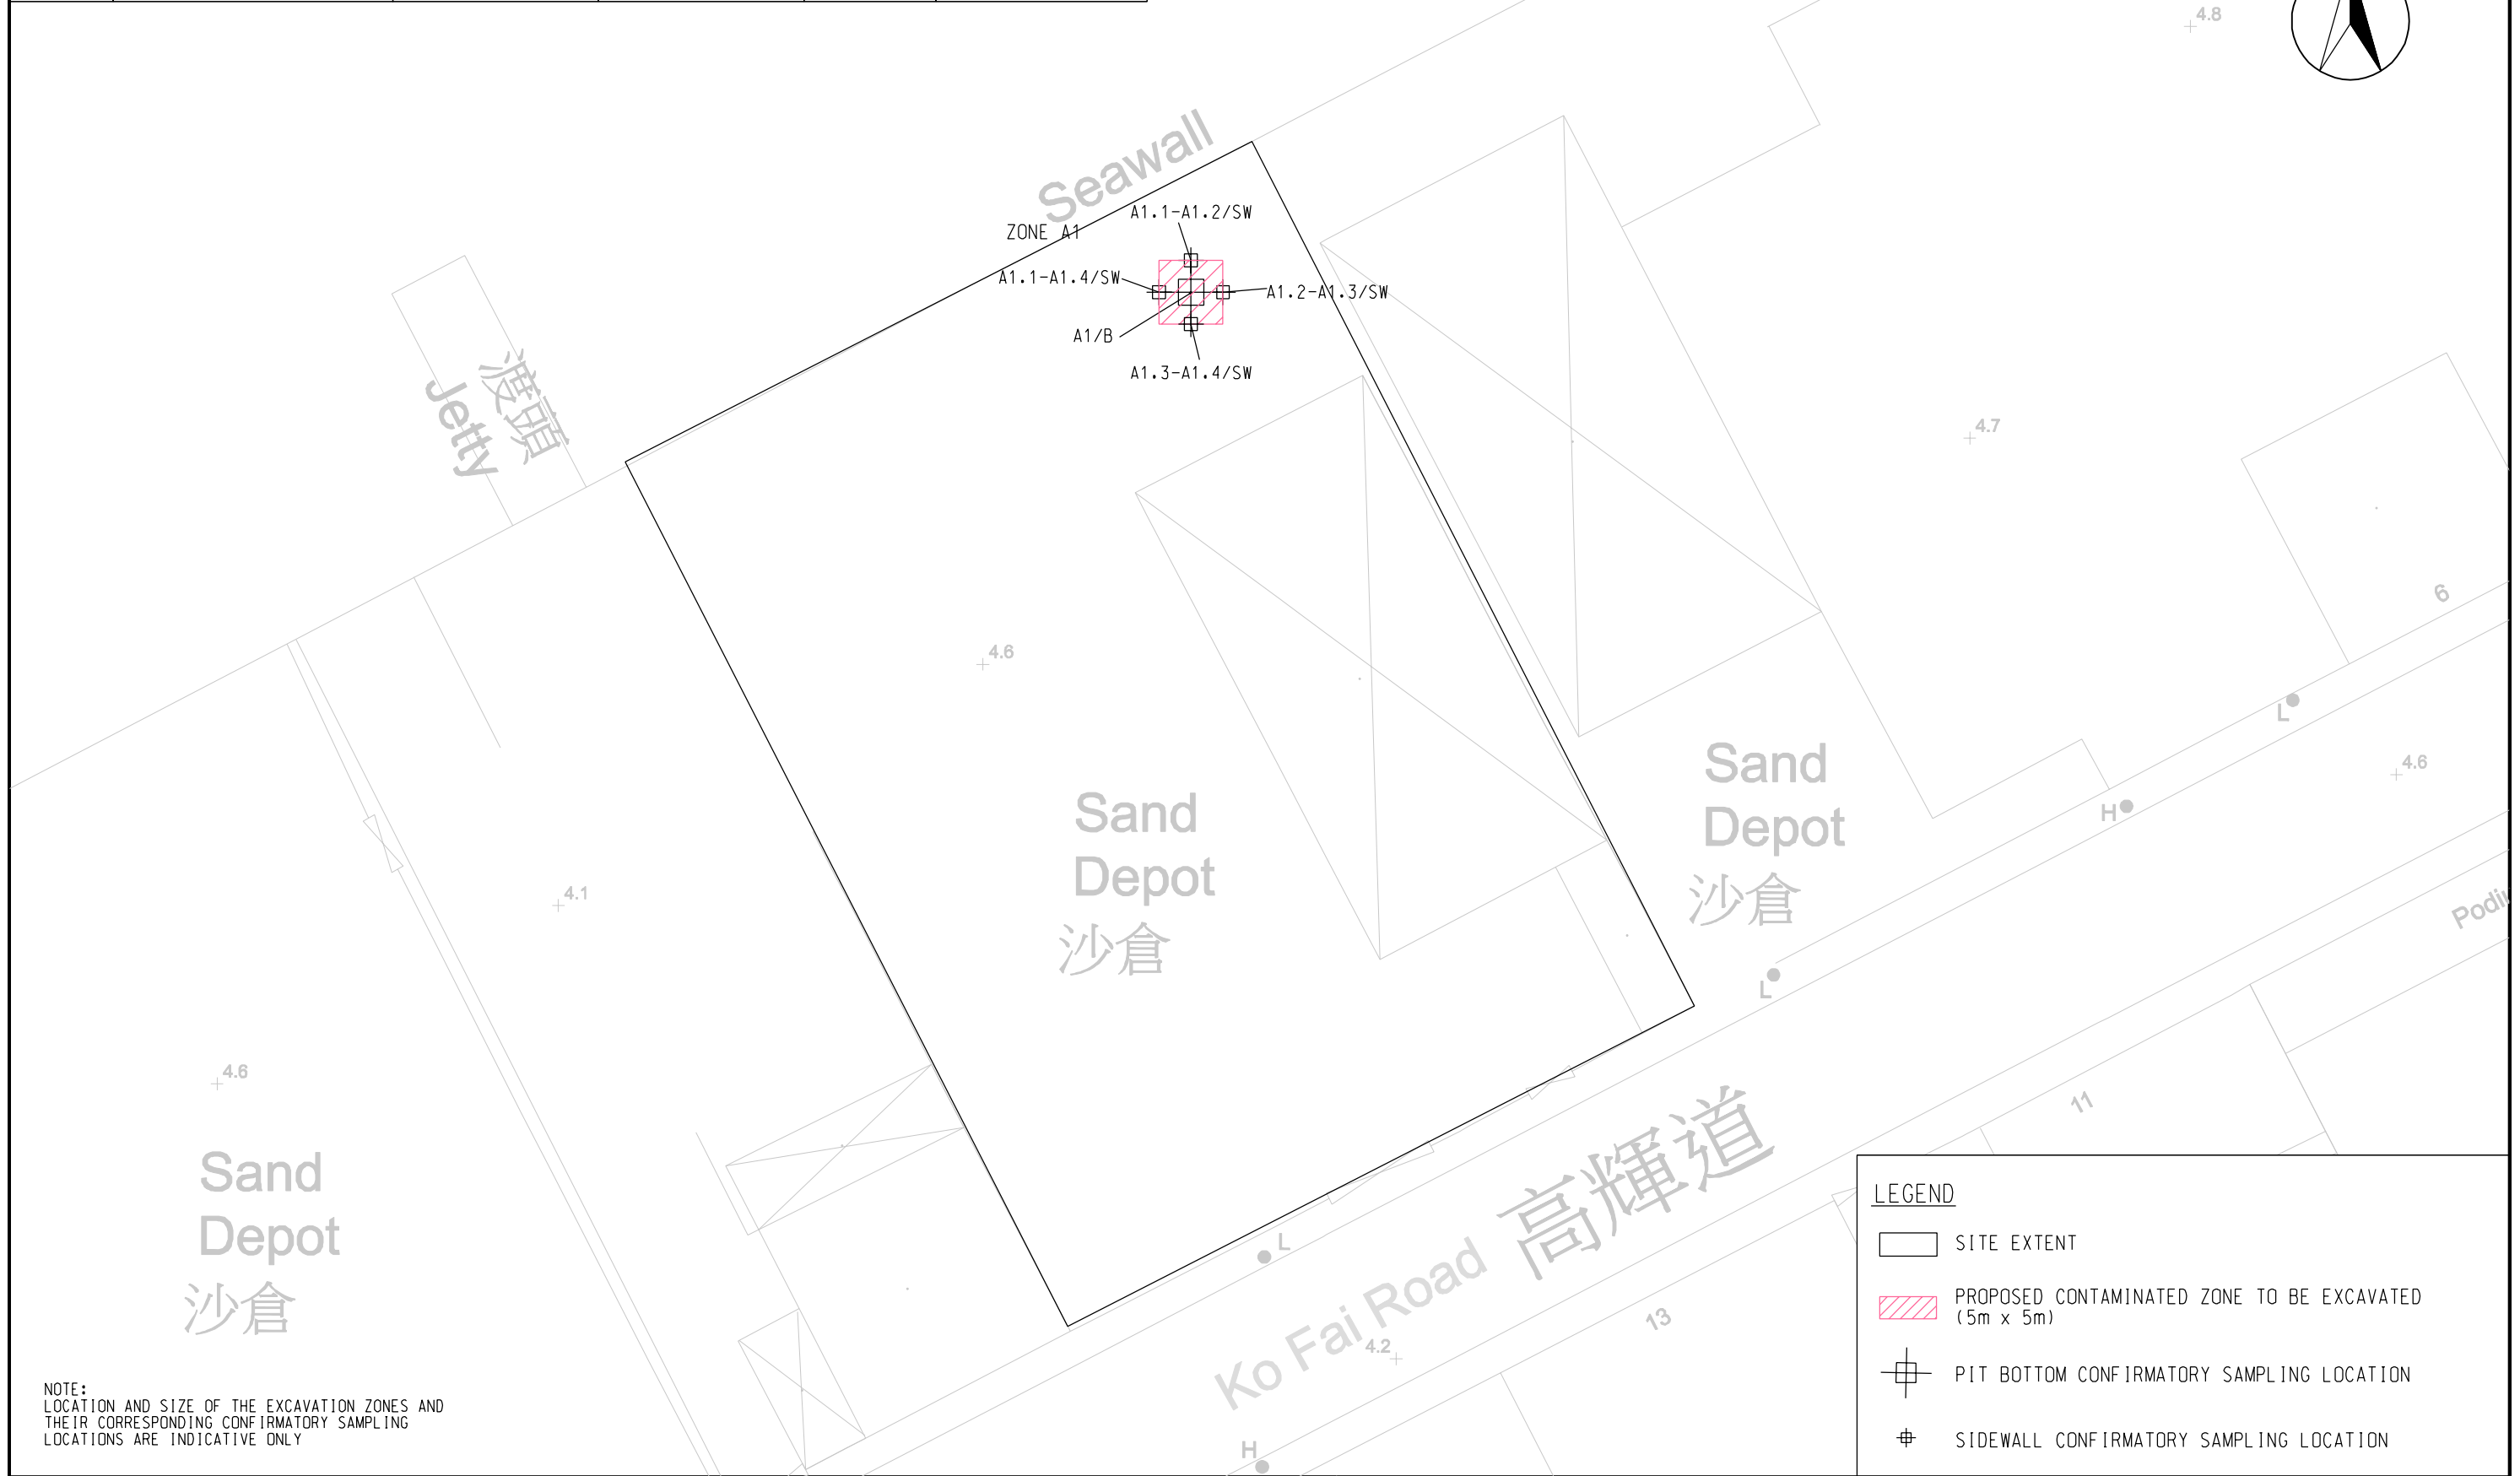 4.8
Seawall
A1.1-A1.2/SW
ZONE A1
A1.1-A1.4/SW
A1.2-A1.3/SW
A1/B
A1.3-A1.4/SW
渡頭
Jetty
4.7
6
4.6
L
4.6
H
Sand
Depot
沙倉
Sand
Depot
沙倉
4.1
L
4.6
11
Sand
Depot
沙倉
L
Ko Fai Road 高輝道
13
4.2
H
NOTE:
LOCATION AND SIZE OF THE EXCAVATION ZONES AND
THEIR CORRESPONDING CONFIRMATORY SAMPLING
LOCATIONS ARE INDICATIVE ONLY
LEGEND
SITE EXTENT
PROPOSED CONTAMINATED ZONE TO BE EXCAVATED
(5m x 5m)
PIT BOTTOM CONFIRMATORY SAMPLING LOCATION
SIDEWALL CONFIRMATORY SAMPLING LOCATION